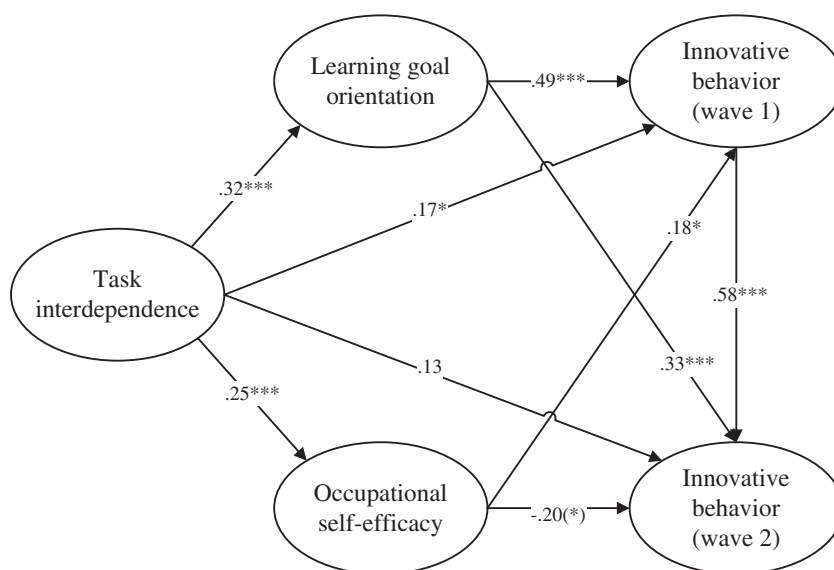 Learning goal
orientation
Innovative
behavior
(wave 1)
.49***
.32***
.17*
.18*
Task
interdependence
.58***
.13
.33***
.25***
Occupational
self-efficacy
-.20(*)
Innovative
behavior
(wave 2)